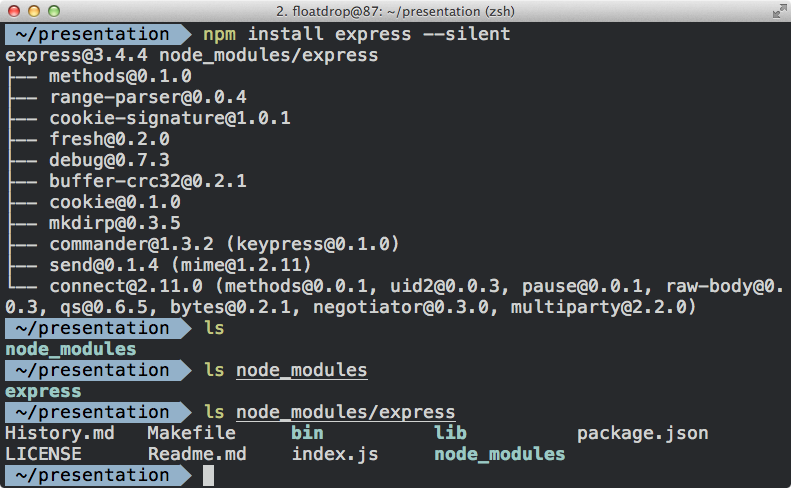 2. floatdrop@87: ~/presentation (zsh)
~/presentation npm install express --silent
express@3.4.4 node_modules/express
├── methods@0.1.0
├── range-parser@0.0.4
├── cookie-signature@1.0.1
├── fresh@0.2.0
├── debug@0.7.3
├── buffer-crc32@0.2.1
├── cookie@0.1.0
├── mkdirp@0.3.5
├── commander@1.3.2 (keypress@0.1.0)
├── send@0.1.4 (mime@1.2.11)
└── connect@2.11.0 (methods@0.0.1, uid2@0.0.3, pause@0.0.1, raw-body@0.
0.3, qs@0.6.5, bytes@0.2.1, negotiator@0.3.0, multiparty@2.2.0)
~/presentation ls
node_modules
~/presentation ls node_modules
express
~/presentation ls node_modules/express
History.md Makefile bin lib package.json
LICENSE Readme.md index.js node_modules
~/presentation